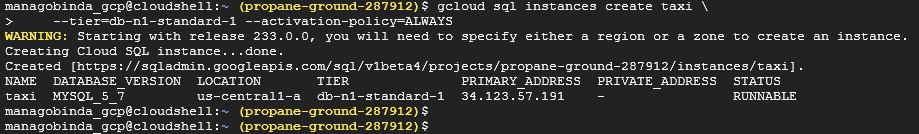 managobinda_gcp@cloudshell:~ (propane-ground-287912)$ gcloud sql instances create taxi \
>     --tier=db-n1-standard-1 --activation-policy=ALWAYS
WARNING: Starting with release 233.0.0, you will need to specify either a region or a zone to create an instance.
Creating Cloud SQL instance...done.
Created [https://sqladmin.googleapis.com/sql/v1beta4/projects/propane-ground-287912/instances/taxi].
NAME  DATABASE_VERSION  LOCATION       TIER              PRIMARY_ADDRESS  PRIVATE_ADDRESS  STATUS
taxi  MYSQL_5_7         us-central1-a  db-n1-standard-1  34.123.57.191    -                RUNNABLE
managobinda_gcp@cloudshell:~ (propane-ground-287912)$
managobinda_gcp@cloudshell:~ (propane-ground-287912)$